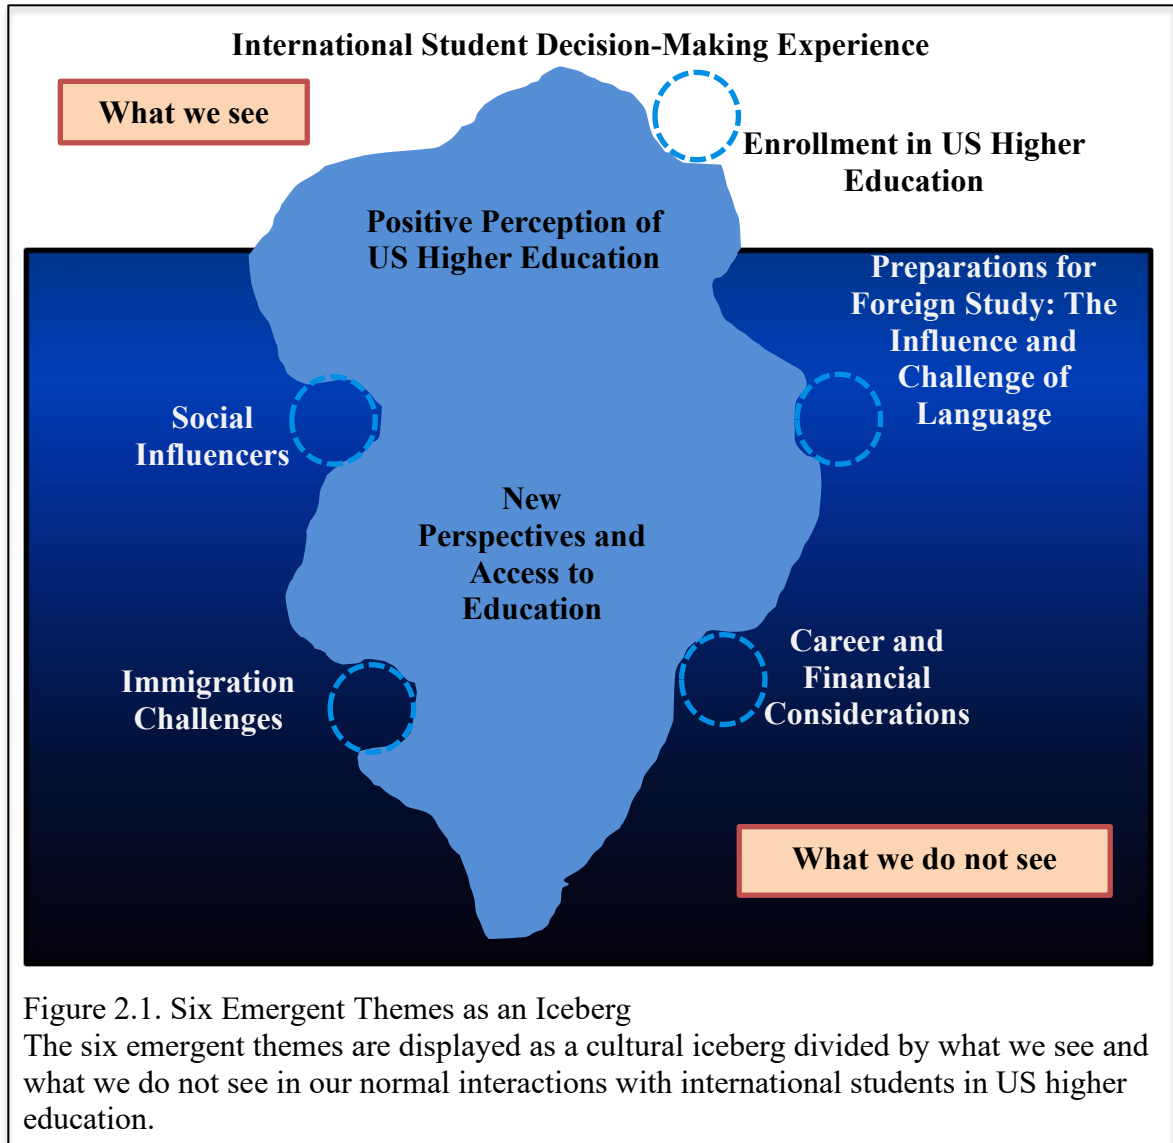 International Student Decision-Making Experience
What we see
Enrollment in US Higher
Education
Positive Perception of
US Higher Education
Preparations for
Foreign Study: The
Influence and
Challenge of
Language
Social
Influencers
New
Perspectives and
Access to
Education
Career and
Financial
Considerations
Immigration
Challenges
What we do not see
Figure 2.1. Six Emergent Themes as an Iceberg
The six emergent themes are displayed as a cultural iceberg divided by what we see and
what we do not see in our normal interactions with international students in US higher
education.